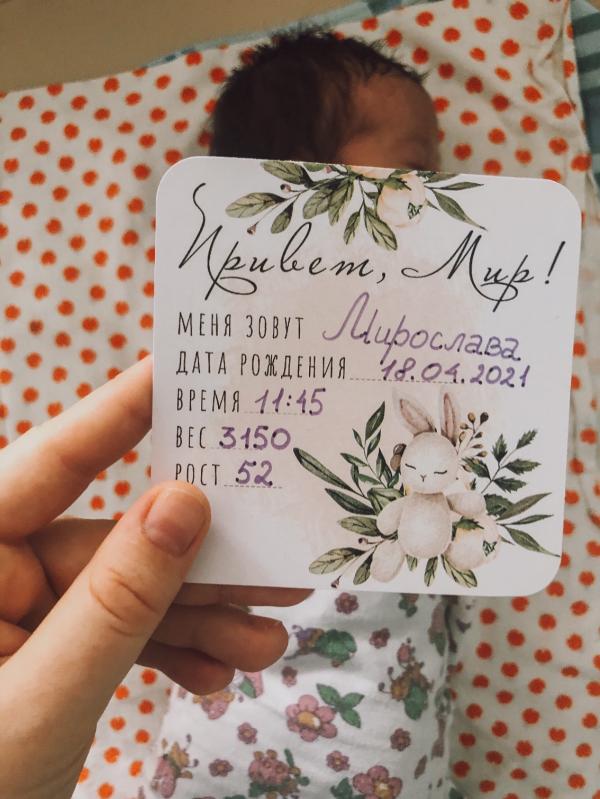 Привет, Мир!
МЕНЯ ЗОВУТ Мирослава
ДАТА РОЖДЕНИЯ 18.04.2021
ВРЕМЯ 11:45
ВЕС 3150
РОСТ 52